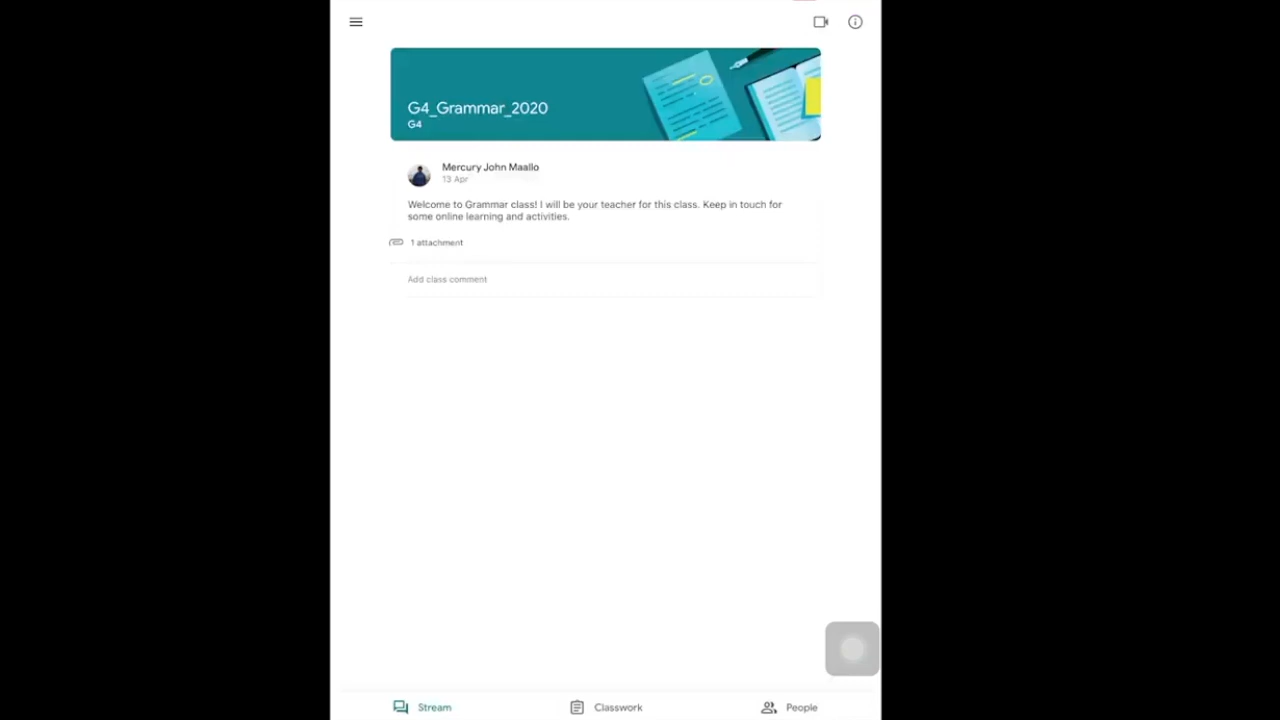 G4_Grammar_2020
G4
Mercury John Maallo
13 Apr
Welcome to Grammar class! I will be your teacher for this class. Keep in touch for
some online learning and activities.
1 attachment
Add class comment
Stream
Classwork
People